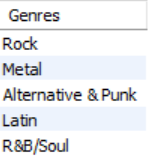 Genres
Rock
Metal
Alternative & Punk
Latin
R&B/Soul